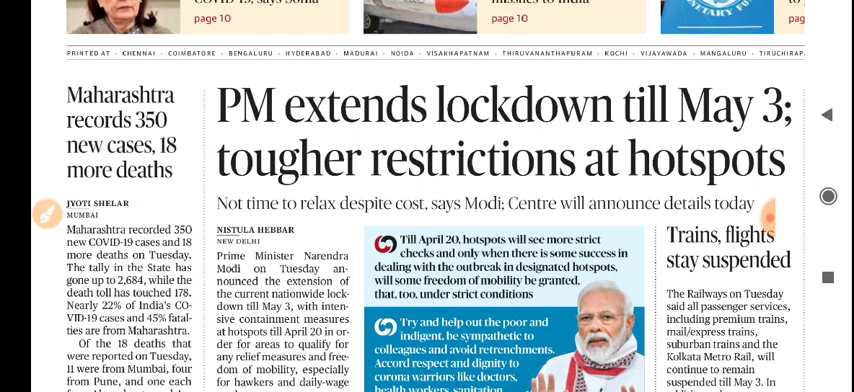 COVID-19, says Sonia
page 10
missiles to India
page 10
PRINTED AT · CHENNAI · COIMBATORE · BENGALURU · HYDERABAD · MADURAI · NOIDA · VISAKHAPATNAM · THIRUVANANTHAPURAM · KOCHI · VIJAYAWADA · MANGALURU · TIRUCHIRAP
Maharashtra
records 350
new cases, 18
more deaths
JYOTI SHELAR
MUMBAI
Maharashtra recorded 350
new COVID-19 cases and 18
more deaths on Tuesday.
The tally in the State has
gone up to 2,684, while the
death toll has touched 178.
Nearly 22% of India's CO-
VID-19 cases and 45% fatal-
ties are from Maharashtra.
Of the 18 deaths that
were reported on Tuesday,
11 were from Mumbai, four
from Pune, and one each
PM extends lockdown till May 3;
tougher restrictions at hotspots
Not time to relax despite cost, says Modi; Centre will announce details today
NISTULA HEBBAR
NEW DELHI
Prime Minister Narendra
Modi on Tuesday an-
nounced the extension of
the current nationwide lock-
down till May 3, with inten-
sive containment measures
at hotspots till April 20 in or-
der for areas to qualify for
any relief measures and free-
dom of mobility, especially
for hawkers and daily-wage
Till April 20, hotspots will see more strict
checks and only when there is some success in
dealing with the outbreak in designated hotspots,
will some freedom of mobility be granted,
that, too, under strict conditions
Try and help out the poor and
indigent, be sympathetic to
colleagues and avoid retrenchments.
Accord respect and dignity to
corona warriors like doctors,
health workers, sanitation
Trains, flights
stay suspended
The Railways on Tuesday
said all passenger services,
including premium trains,
mail/express trains,
suburban trains and the
Kolkata Metro Rail, will
continue to remain
suspended till May 3. In